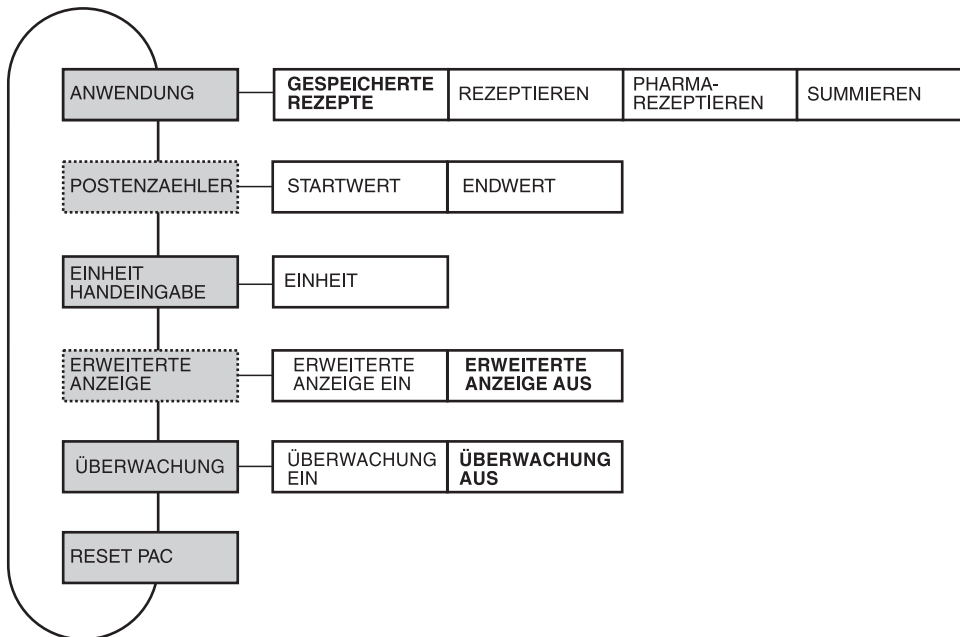 ANWENDUNG
GESPEICHERTE
REZEPTE
REZEPTIEREN
PHARMA-
REZEPTIEREN
SUMMIEREN
POSTENZAEHLER
STARTWERT
ENDWERT
EINHEIT
HANDEINGABE
EINHEIT
ERWEITERTE
ANZEIGE
ERWEITERTE
ANZEIGE EIN
ERWEITERTE
ANZEIGE AUS
ÜBERWACHUNG
ÜBERWACHUNG
EIN
ÜBERWACHUNG
AUS
RESET PAC